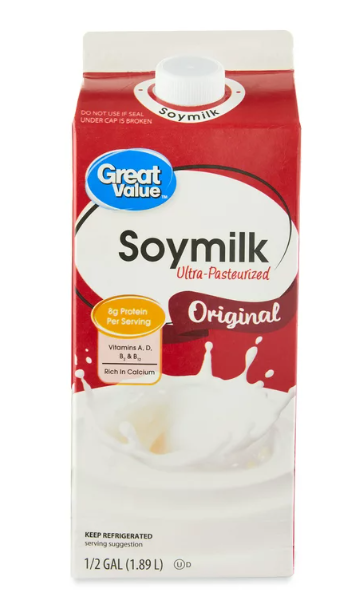 Soymilk
DO NOT USE IF SEAL
UNDER CAP IS BROKEN
Great
Value™
Soymilk
Ultra-Pasteurized
Original
8g Protein
Per Serving
Vitamins A, D,
B₂ & B₁₂
Rich In Calcium
KEEP REFRIGERATED
serving suggestion
1/2 GAL (1.89 L) Ⓤ D